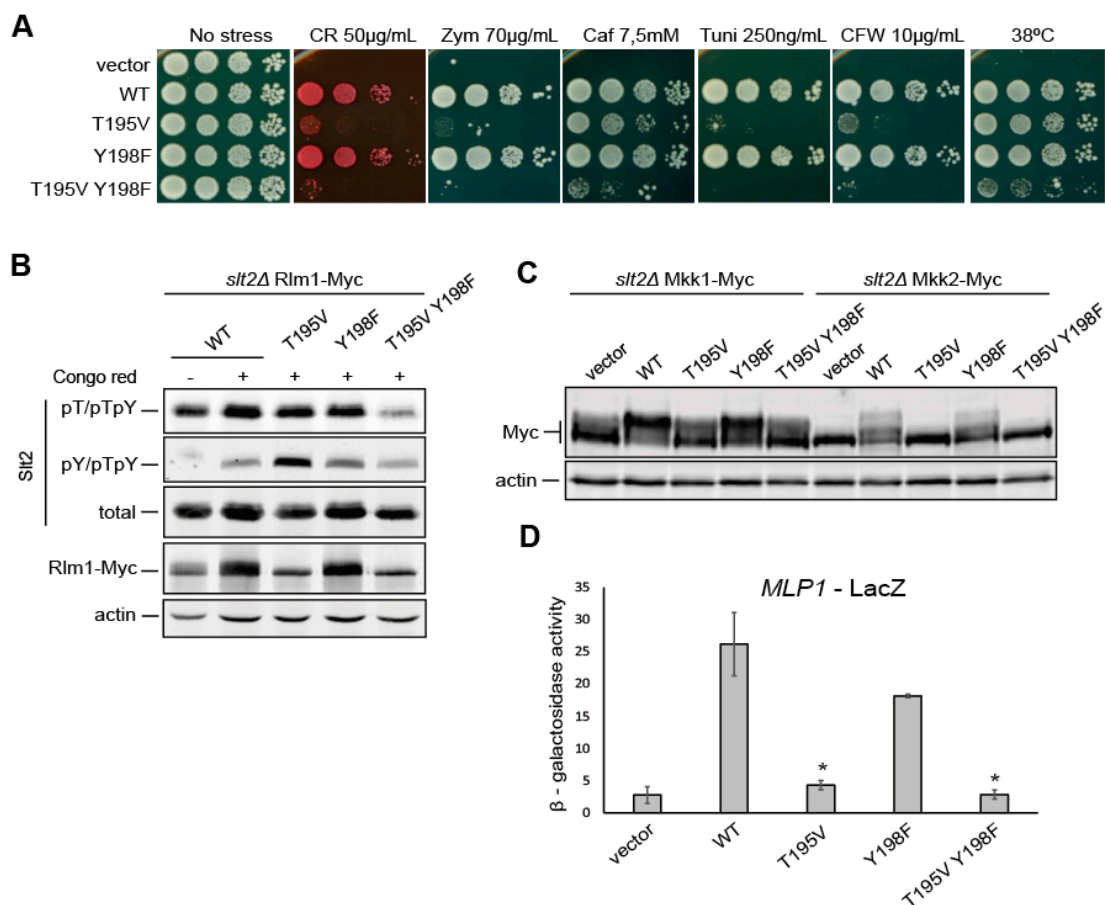 A
No stress CR 50µg/mL Zym 70µg/mL Caf 7,5mM Tuni 250ng/mL CFW 10µg/mL 38ºC
vector
WT
T195V
Y198F
T195V Y198F
B
slt2Δ Rlm1-Myc
WT T195V Y198F T195V Y198F
Congo red - + + + +
Slt2
pT/pTpY
pY/pTpY
total
Rlm1-Myc
actin
C
slt2Δ Mkk1-Myc slt2Δ Mkk2-Myc
vector WT T195V Y198F T195V Y198F vector WT T195V Y198F T195V Y198F
Myc
actin
D
MLP1 - LacZ
β - galactosidase activity
35
30
25
20
15
10
5
0
* *
vector WT T195V Y198F T195V Y198F